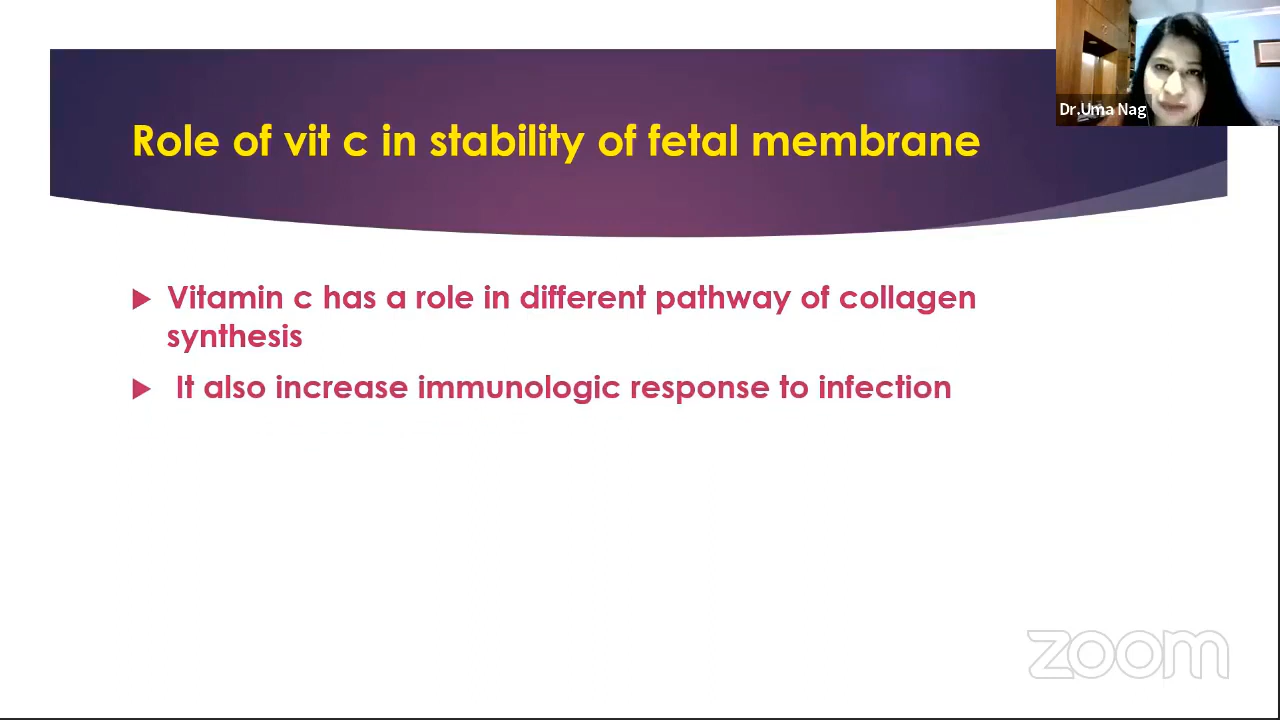 Dr.Uma Nag
Role of vit c in stability of fetal membrane
Vitamin c has a role in different pathway of collagen
synthesis
It also increase immunologic response to infection
zoom